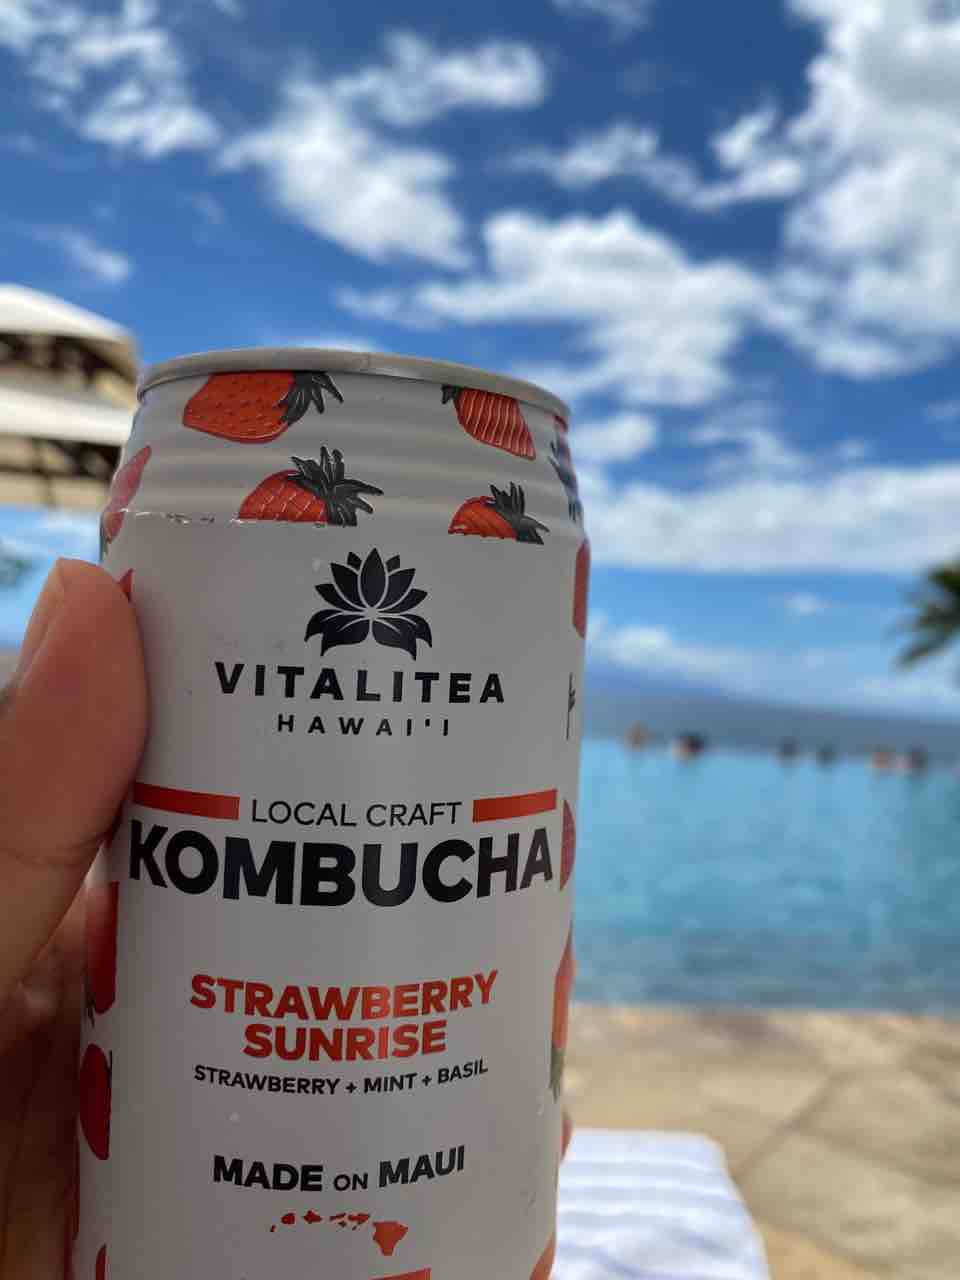 VITALITEA
HAWAI'I
LOCAL CRAFT
KOMBUCHA
STRAWBERRY
SUNRISE
STRAWBERRY + MINT + BASIL
MADE ON MAUI